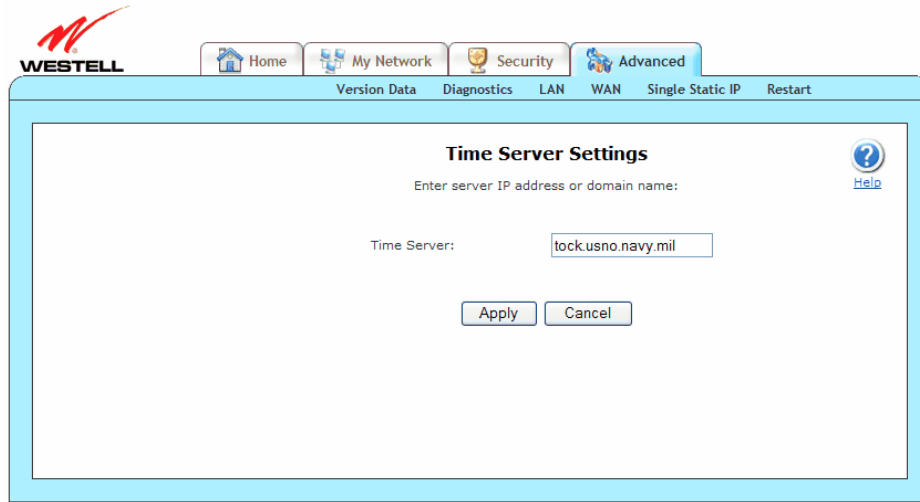 WESTELL
Home My Network Security Advanced
Version Data Diagnostics LAN WAN Single Static IP Restart
Time Server Settings
Enter server IP address or domain name:
Help
Time Server: tock.usno.navy.mil
Apply Cancel